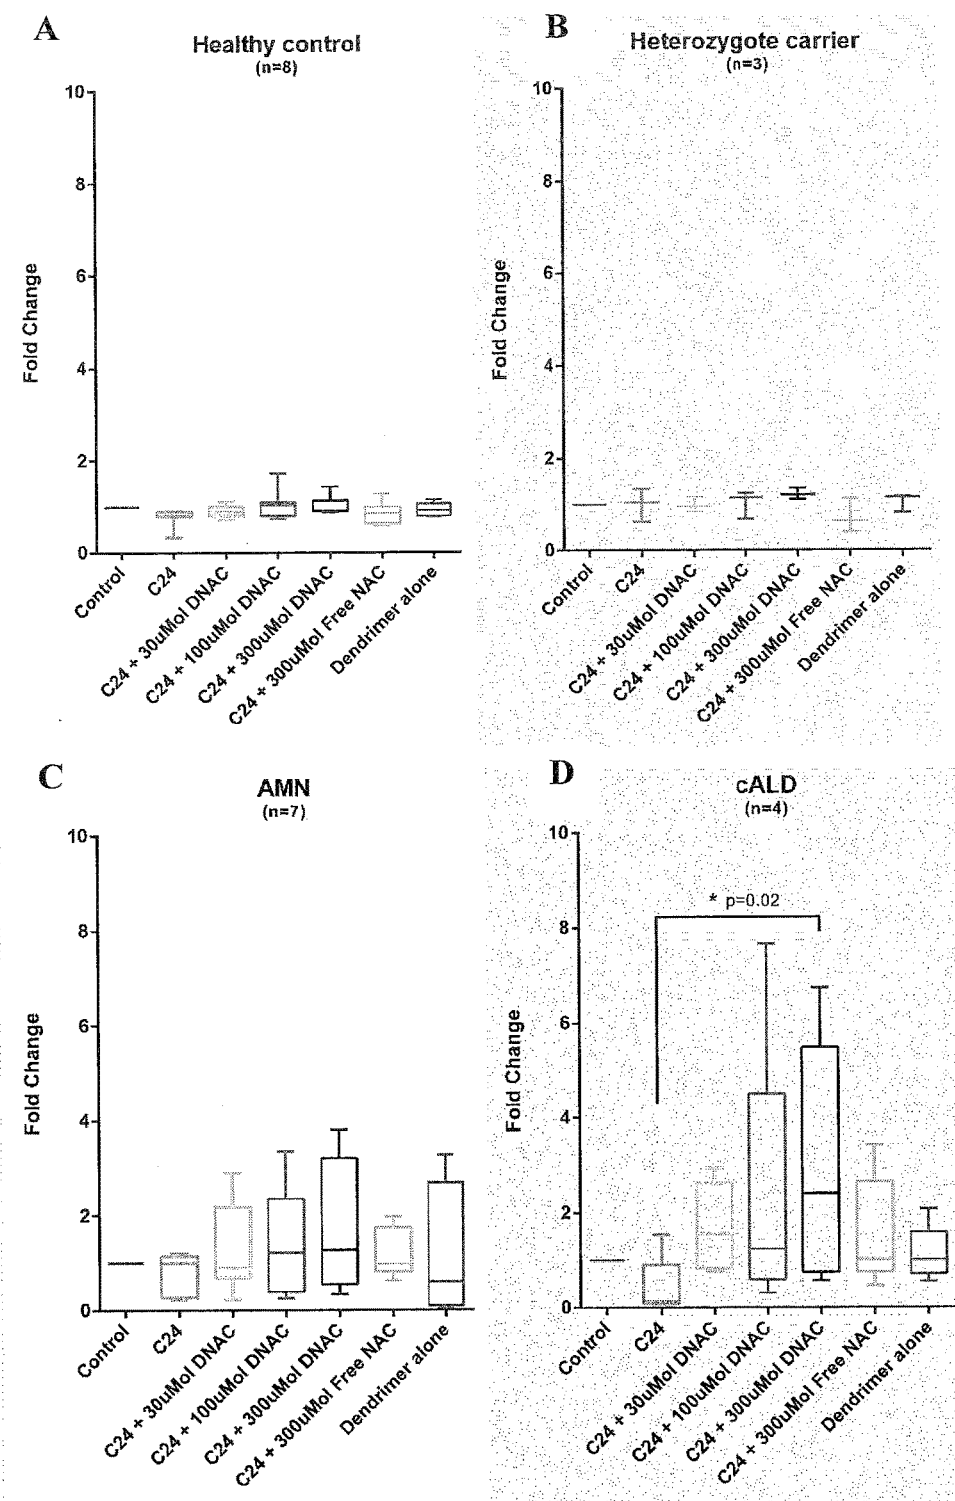 A
Healthy control
(n=8)
10
8
6
4
2
0
Fold Change
Control
C24
C24 + 30uMol DNAC
C24 + 100uMol DNAC
C24 + 300uMol DNAC
C24 + 300uMol Free NAC
Dendrimer alone
B
Heterozygote carrier
(n=3)
10
8
6
4
2
0
Fold Change
Control
C24
C24 + 30uMol DNAC
C24 + 100uMol DNAC
C24 + 300uMol DNAC
C24 + 300uMol Free NAC
Dendrimer alone
C
AMN
(n=7)
10
8
6
4
2
0
Fold Change
Control
C24
C24 + 30uMol DNAC
C24 + 100uMol DNAC
C24 + 300uMol DNAC
C24 + 300uMol Free NAC
Dendrimer alone
D
cALD
(n=4)
* p=0.02
10
8
6
4
2
0
Fold Change
Control
C24
C24 + 30uMol DNAC
C24 + 100uMol DNAC
C24 + 300uMol DNAC
C24 + 300uMol Free NAC
Dendrimer alone